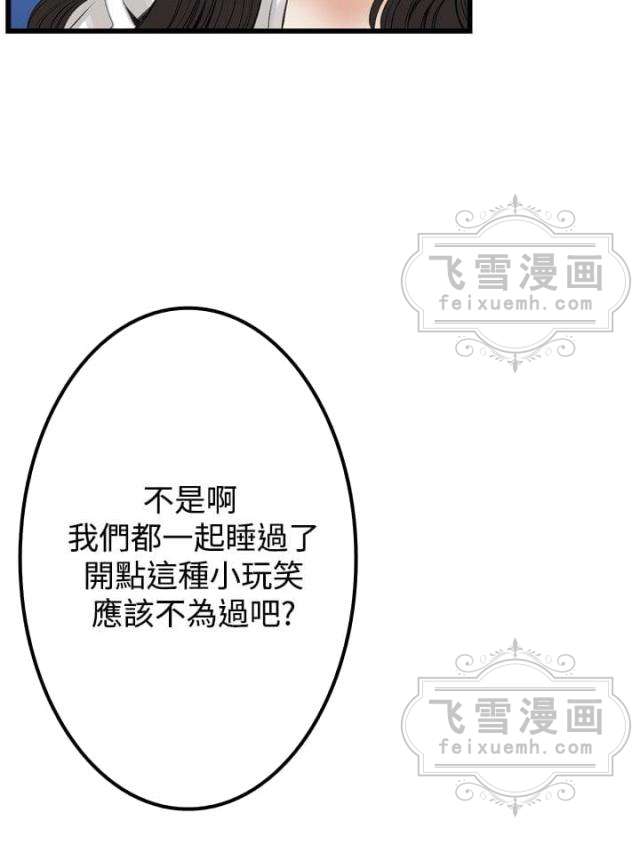 飞雪漫画
feixuemh.com
不是啊
我們都一起睡過了
開點這種小玩笑
應該不為過吧?
飞雪漫画
feixuemh.com